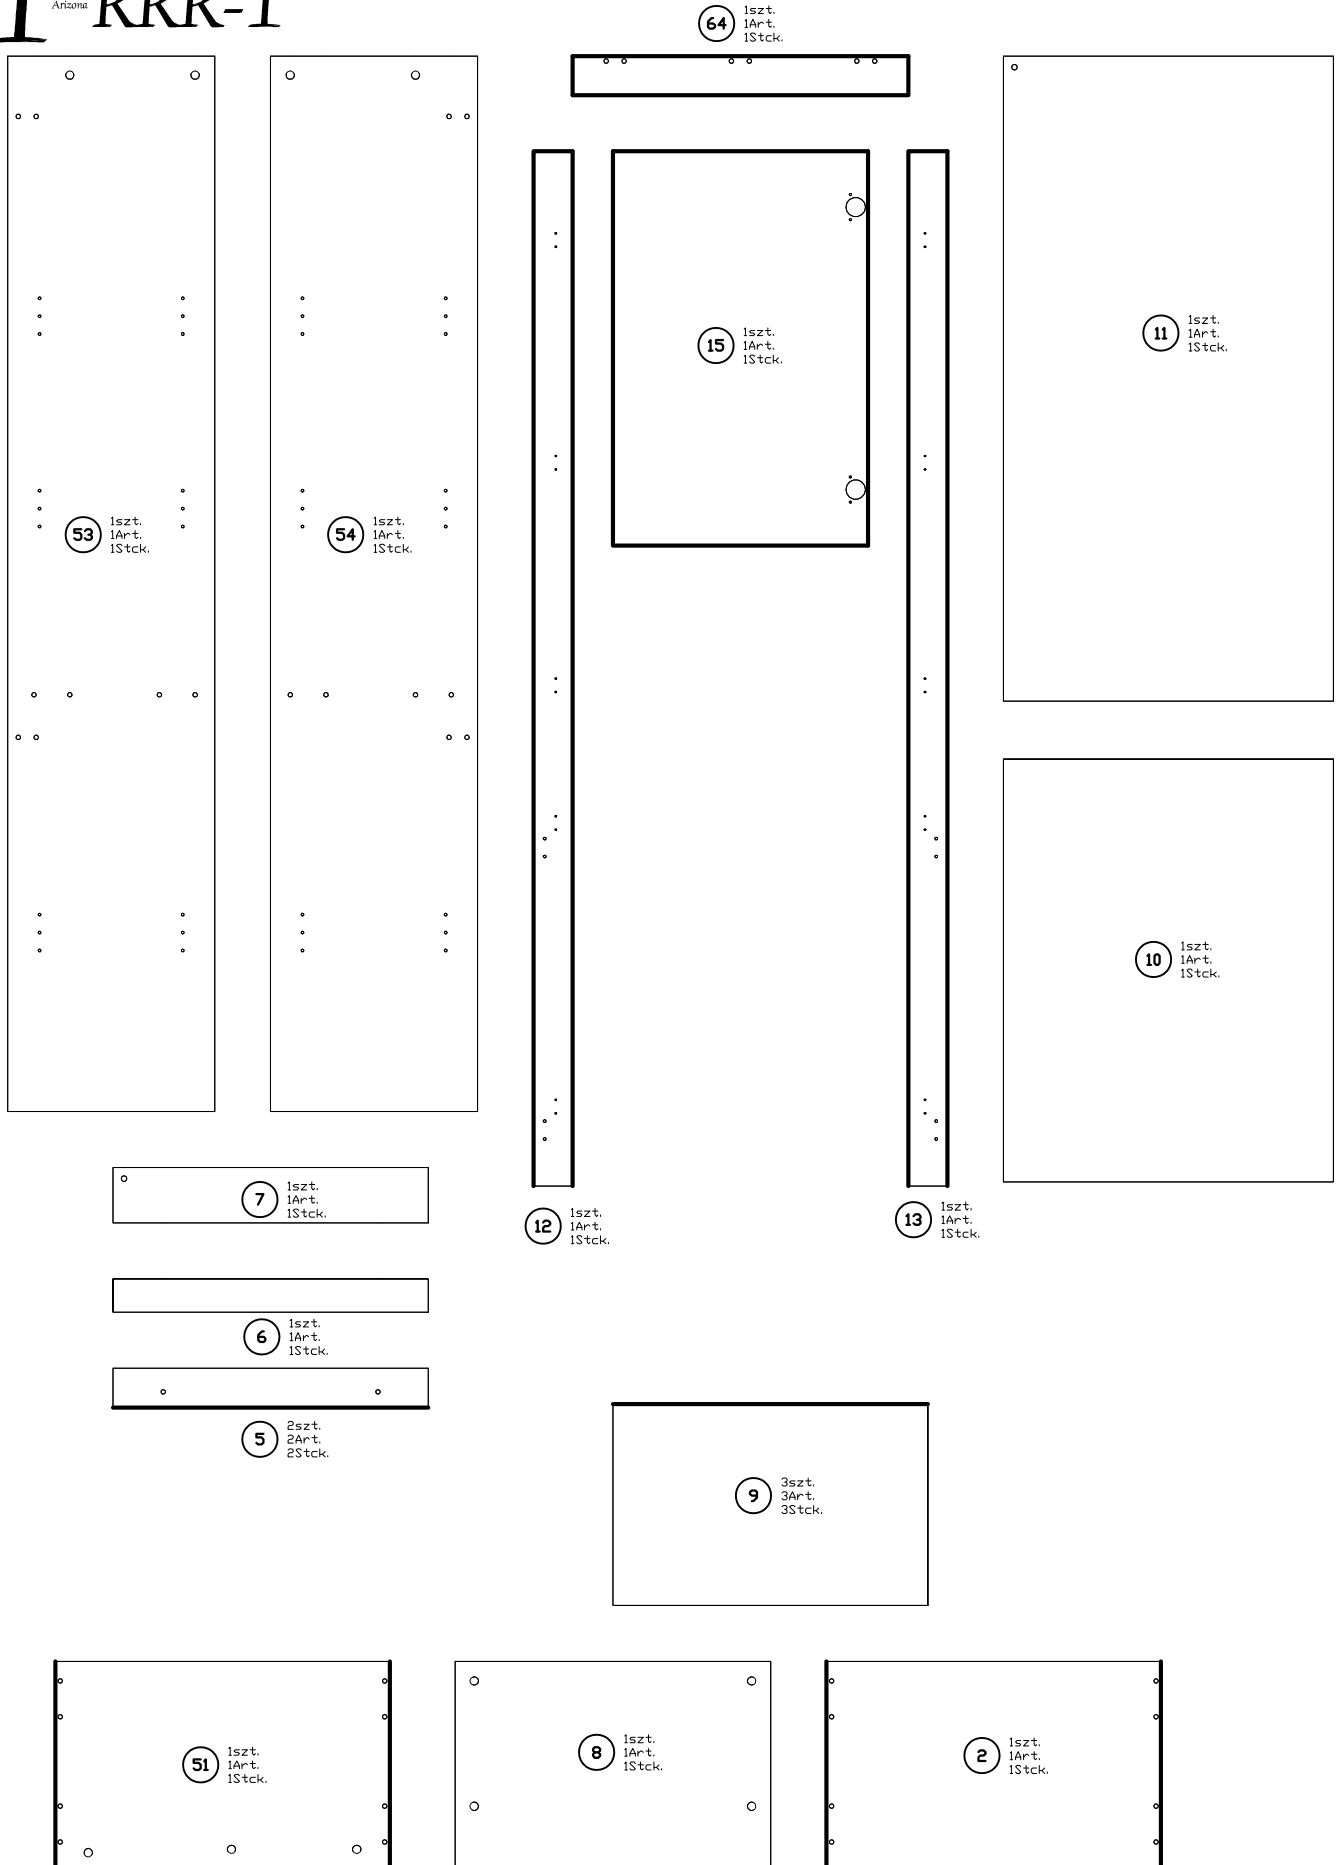 Arizona RRR-1
64
1szt.
1Art.
1Stck.
15
1szt.
1Art.
1Stck.
11
1szt.
1Art.
1Stck.
53
1szt.
1Art.
1Stck.
54
1szt.
1Art.
1Stck.
10
1szt.
1Art.
1Stck.
7
1szt.
1Art.
1Stck.
12
1szt.
1Art.
1Stck.
13
1szt.
1Art.
1Stck.
6
1szt.
1Art.
1Stck.
5
2szt.
2Art.
2Stck.
9
3szt.
3Art.
3Stck.
51
1szt.
1Art.
1Stck.
8
1szt.
1Art.
1Stck.
2
1szt.
1Art.
1Stck.